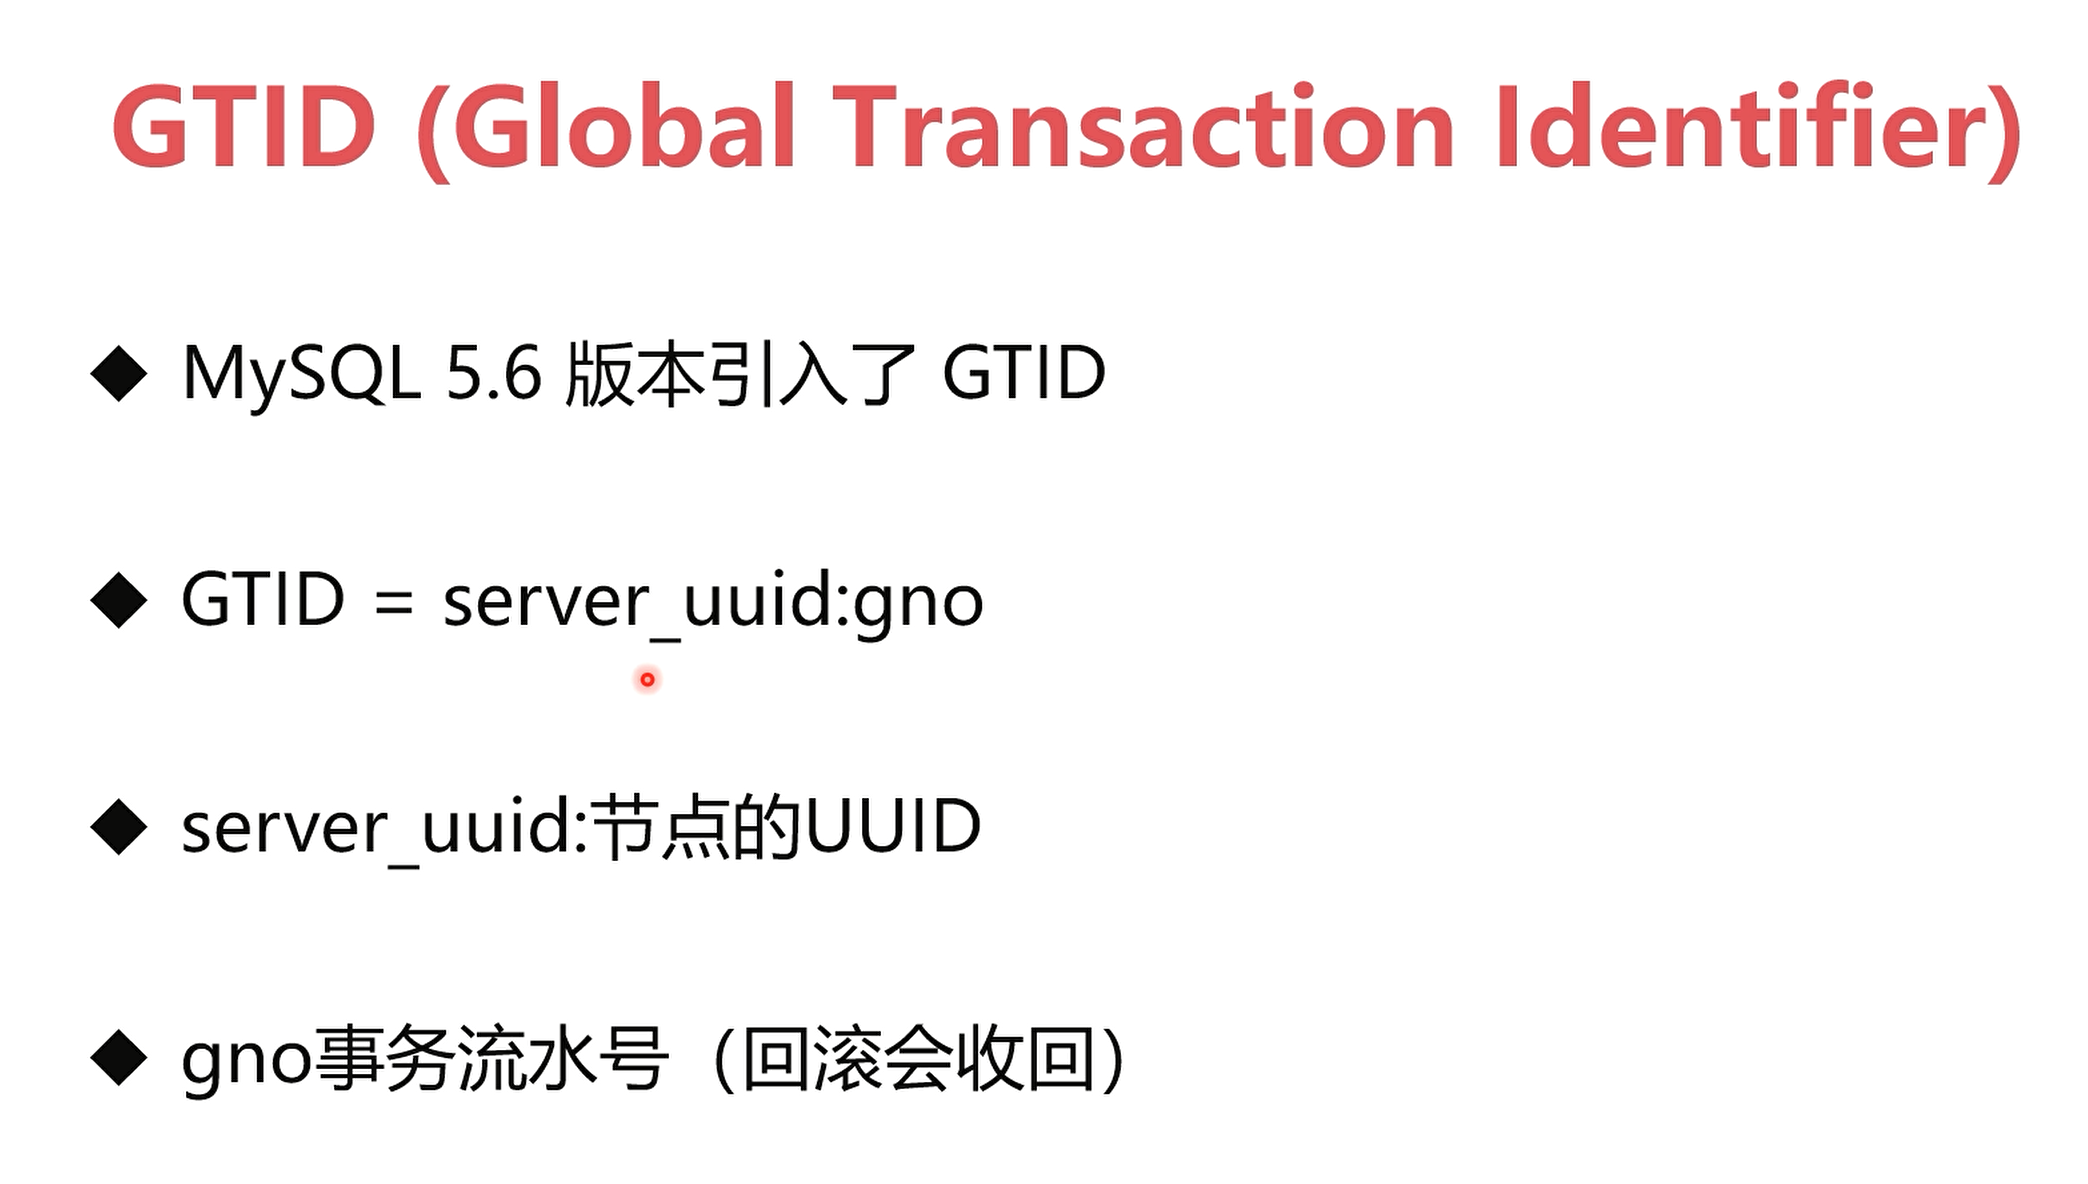 GTID (Global Transaction Identifier)
MySQL 5.6 版本引入了 GTID
GTID = server_uuid:gno
server_uuid:节点的UUID
gno事务流水号（回滚会收回）